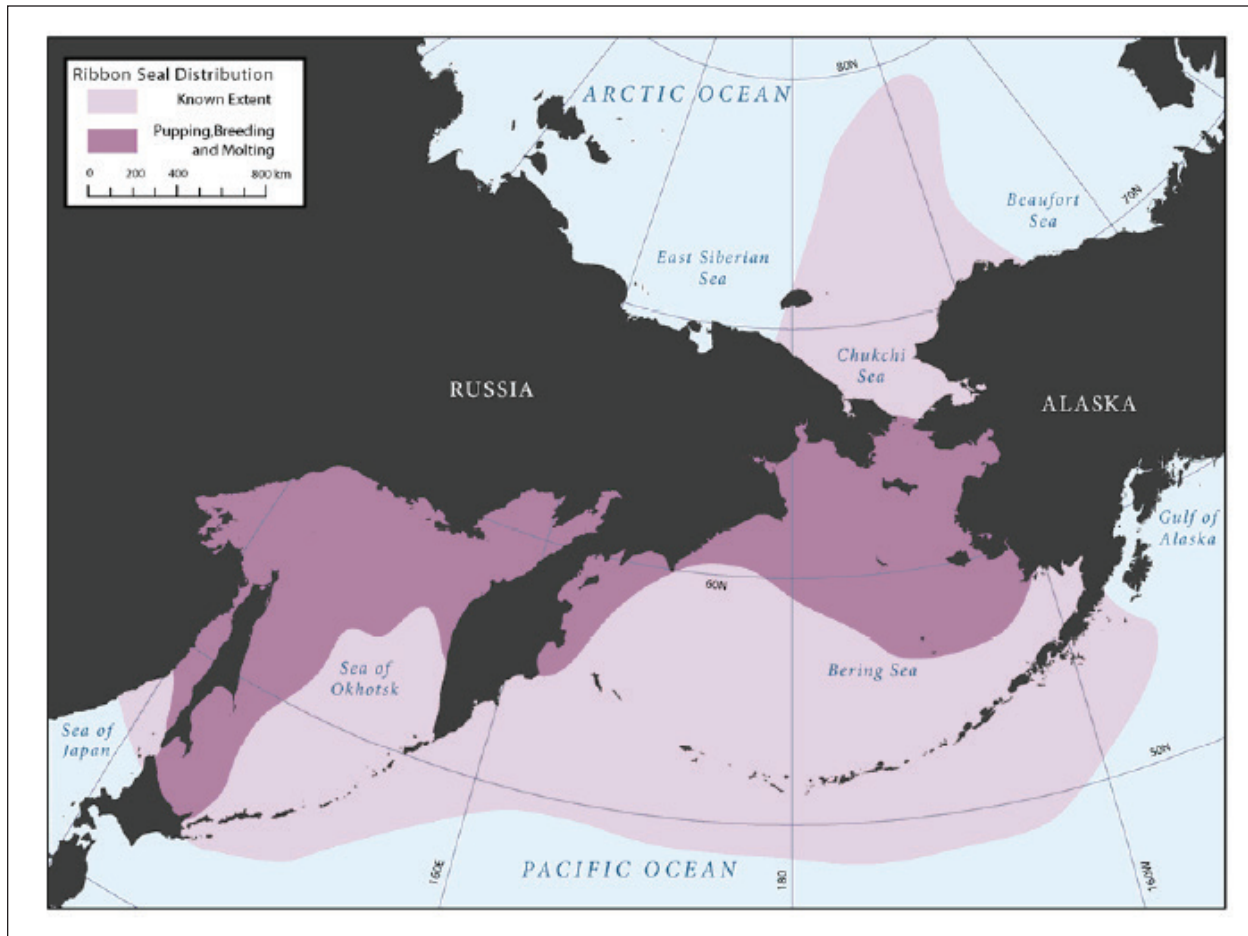 Ribbon Seal Distribution
Known Extent
Pupping,Breeding
and Molting
0 200 400 800 km
ARCTIC OCEAN
80N
Beaufort
Sea
70N
East Siberian
Sea
Chukchi
Sea
RUSSIA
ALASKA
Gulf of
Alaska
60N
Sea of
Okhotsk
Bering Sea
Sea of
Japan
50N
PACIFIC OCEAN
160E
180
160W